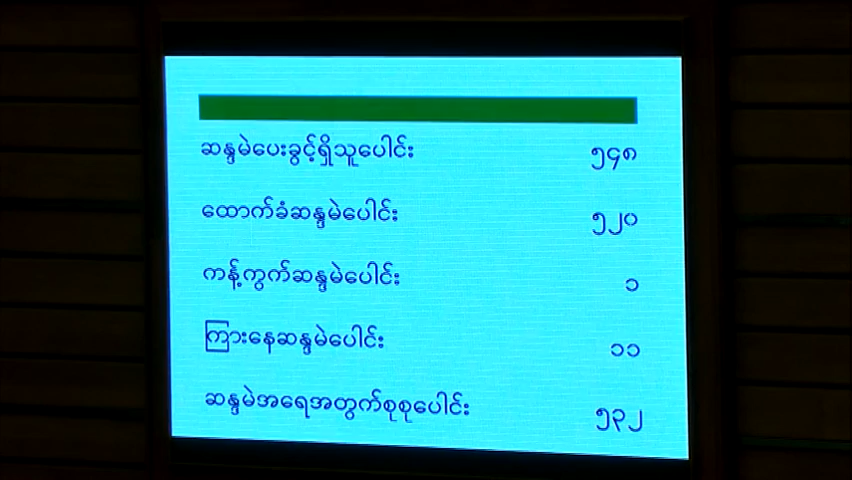 ဆန္ဒမဲပေးခွင့်ရှိသူပေါင်း ၅၄၈
ထောက်ခံဆန္ဒမဲပေါင်း ၅၂၀
ကန့်ကွက်ဆန္ဒမဲပေါင်း ၁
ကြားနေဆန္ဒမဲပေါင်း ၁၁
ဆန္ဒမဲအရေအတွက်စုစုပေါင်း ၅၃၂